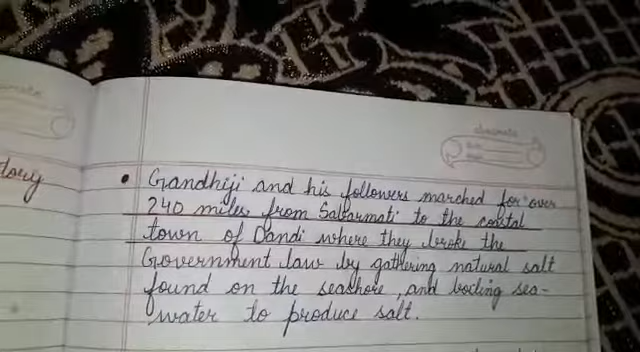 classmate
tory
• Gandhiji and his followers marched for over
240 miles from Sabarmati to the coastal
town of Dandi where they broke the
Government law by gathering natural salt
found on the seashore, and boiling sea-
water to produce salt.